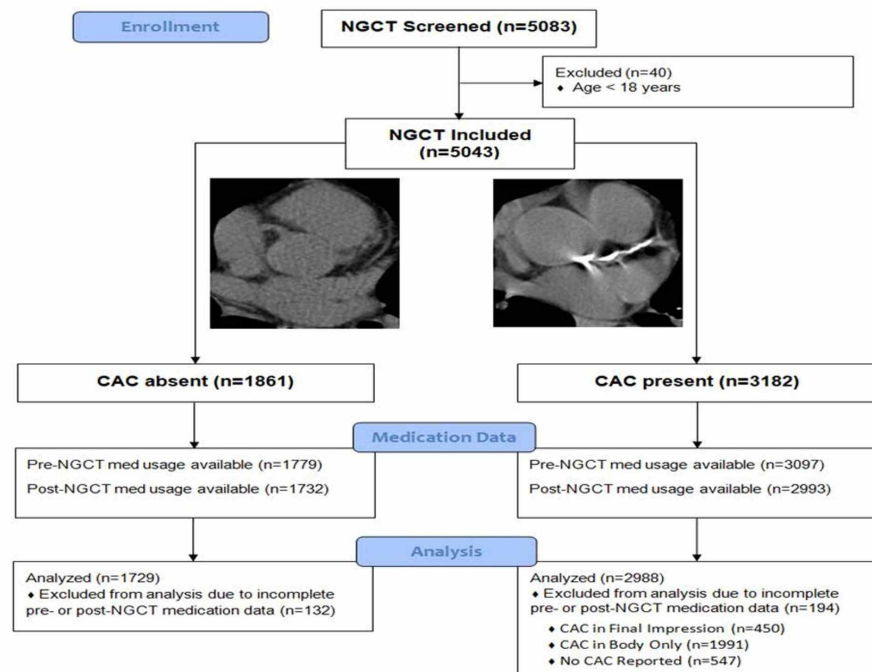 Enrollment
NGCT Screened (n=5083)
Excluded (n=40)
♦ Age < 18 years
NGCT Included
(n=5043)
CAC absent (n=1861)
CAC present (n=3182)
Medication Data
Pre-NGCT med usage available (n=1779)
Post-NGCT med usage available (n=1732)
Pre-NGCT med usage available (n=3097)
Post-NGCT med usage available (n=2993)
Analysis
Analyzed (n=1729)
♦ Excluded from analysis due to incomplete
pre- or post-NGCT medication data (n=132)
Analyzed (n=2988)
♦ Excluded from analysis due to incomplete
pre- or post-NGCT medication data (n=194)
♦ CAC in Final Impression (n=450)
♦ CAC in Body Only (n=1991)
♦ No CAC Reported (n=547)